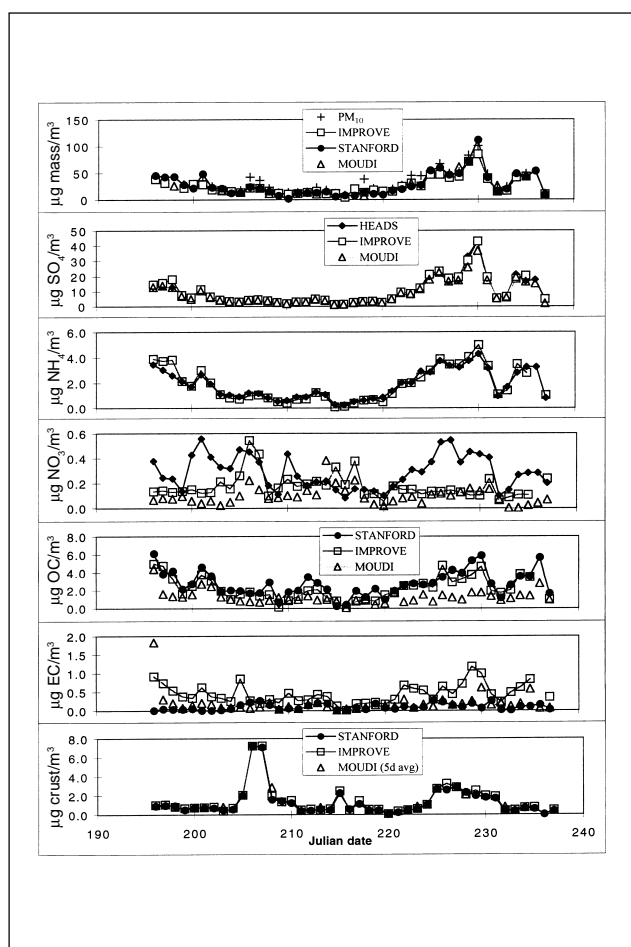 µg mass/m³
150
100
50
0
+ PM₁₀
IMPROVE
STANFORD
MOUDI
µg SO₄/m³
50
40
30
20
10
0
HEADS
IMPROVE
MOUDI
µg NH₄/m³
6.0
4.0
2.0
0.0
µg NO₃/m³
0.6
0.4
0.2
0.0
µg OC/m³
8.0
6.0
4.0
2.0
0.0
STANFORD
IMPROVE
MOUDI
µg EC/m³
2.0
1.5
1.0
0.5
0.0
µg crust/m³
8.0
6.0
4.0
2.0
0.0
STANFORD
IMPROVE
MOUDI (5d avg)
190
200
210
220
230
240
Julian date